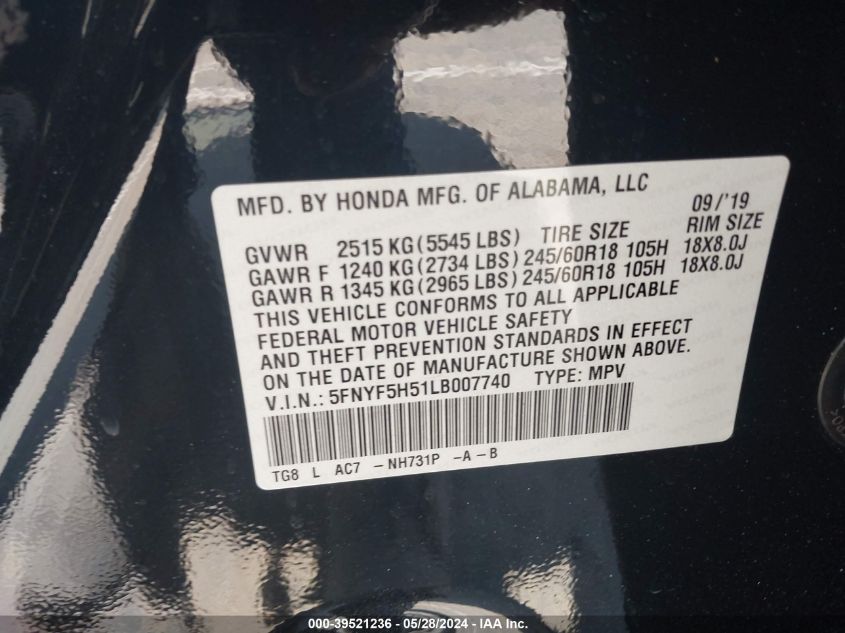 MFD. BY HONDA MFG. OF ALABAMA, LLC 09/'19
GVWR 2515 KG(5545 LBS) TIRE SIZE RIM SIZE
GAWR F 1240 KG(2734 LBS) 245/60R18 105H 18X8.0J
GAWR R 1345 KG(2965 LBS) 245/60R18 105H 18X8.0J
THIS VEHICLE CONFORMS TO ALL APPLICABLE
FEDERAL MOTOR VEHICLE SAFETY
AND THEFT PREVENTION STANDARDS IN EFFECT
ON THE DATE OF MANUFACTURE SHOWN ABOVE.
V.I.N.: 5FNYF5H51LB007740 TYPE: MPV
TG8 L AC7 -NH731P -A-B
000-39521236 - 05/28/2024 - IAA Inc.